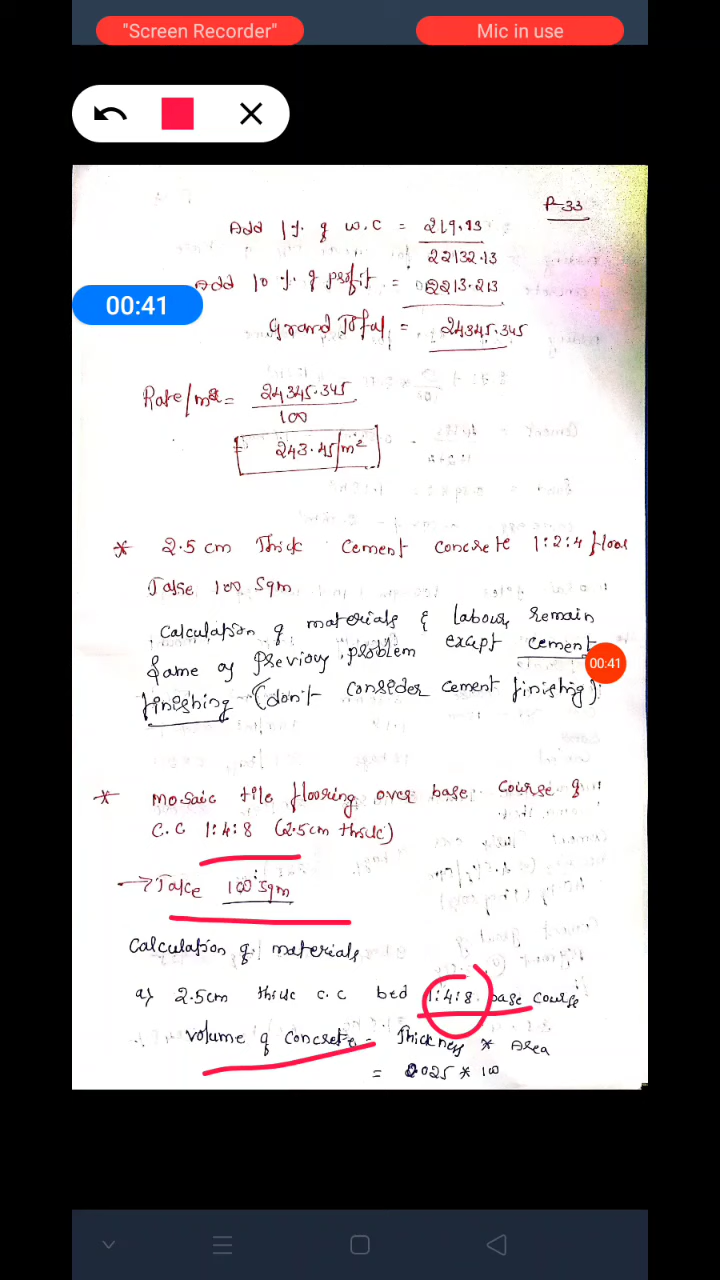 "Screen Recorder"
Mic in use
P-33
Add 1% of w.c = 219.13
22132.13
Add 10% of profit = 2213.213
00:41
Grand Total = 24345.345
Rate/m² = 24345.345
100
= 243.45/m²
* 2.5 cm Thick cement concrete 1:2:4 floor
Take 100 Sqm
Calculation of materials & labour remain
same as previous problem except cement
00:41
finishing (don't consider cement finishing).
* Mosaic tile flooring over base course of
C.C 1:4:8 (2.5cm thick)
→ Take 100 sqm
Calculation of materials
a) 2.5cm thick c.c bed 1:4:8 base course
volume of concrete = Thickness * Area
= 0.025 * 100